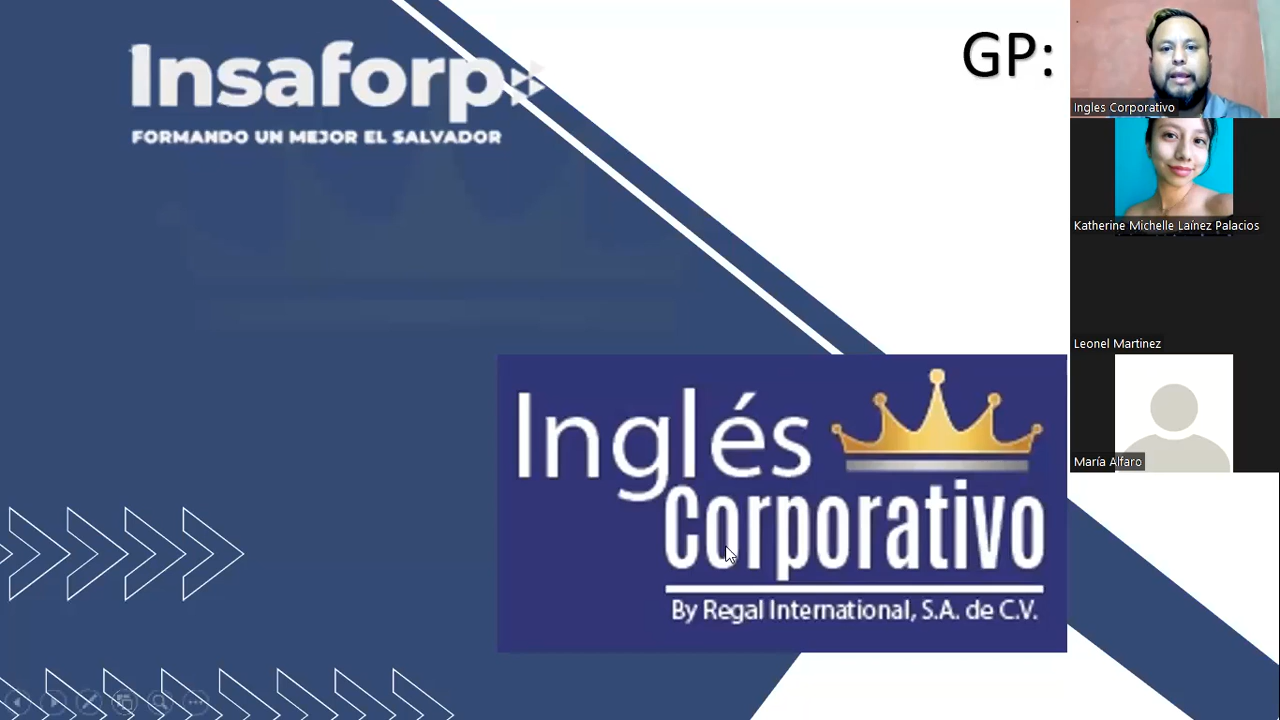 Insaforp
FORMANDO UN MEJOR EL SALVADOR
GP:
Inglés
Corporativo
By Regal International, S.A. de C.V.
Ingles Corporativo
Katherine Michelle Laínez Palacios
Leonel Martinez
María Alfaro